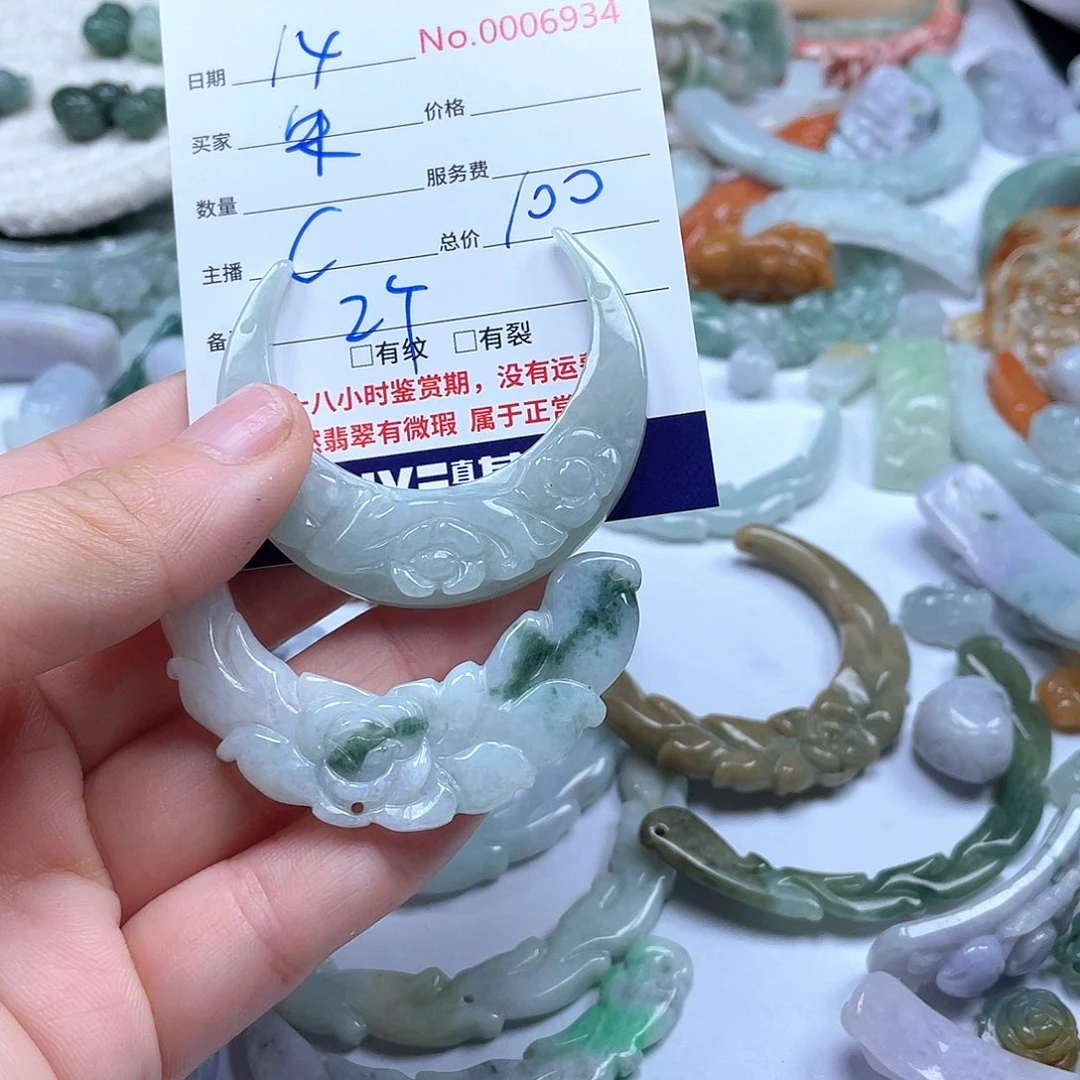 No.0006934
日期 14
买家 朱 价格
数量 服务费
主播 C 总价 100
备 2个
□有纹 □有裂
八小时鉴赏期，没有运
翡翠有微瑕 属于正常